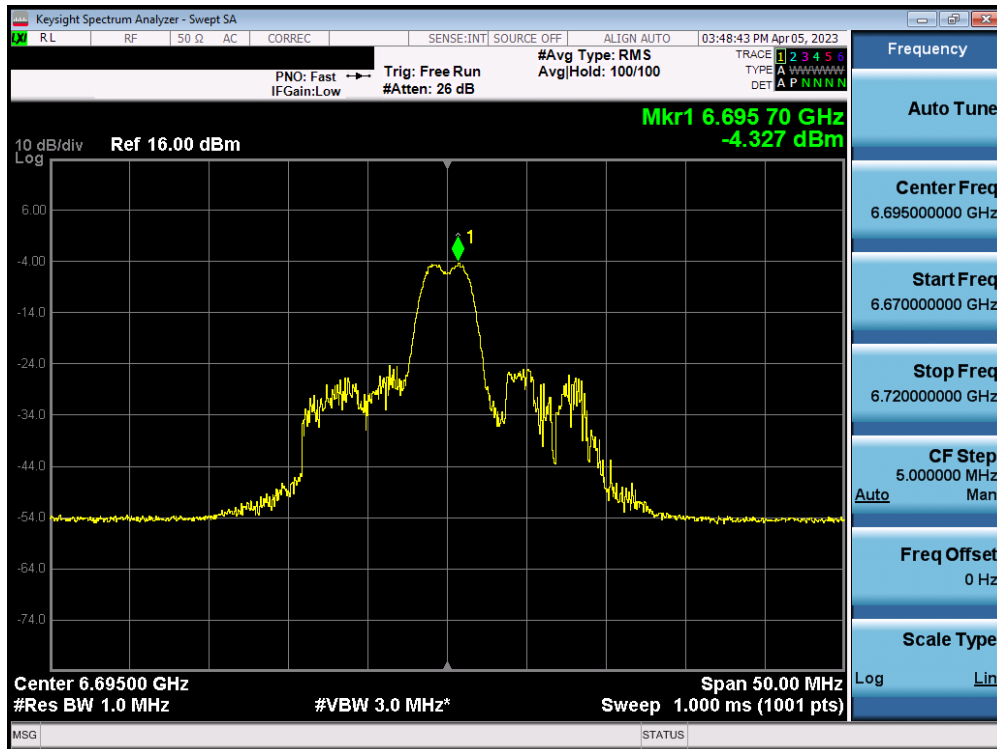 Keysight Spectrum Analyzer - Swept SA
LXI RL RF 50 Ω AC CORREC SENSE:INT SOURCE OFF ALIGN AUTO 03:48:43 PM Apr 05, 2023
PNO: Fast
IFGain:Low
Trig: Free Run
#Atten: 26 dB
#Avg Type: RMS
Avg|Hold: 100/100
TRACE 1 2 3 4 5 6
TYPE A WWWWW
DET A P N N N N
Mkr1 6.695 70 GHz
-4.327 dBm
10 dB/div Ref 16.00 dBm
Log
6.00
1
-4.00
-14.0
-24.0
-34.0
-44.0
-54.0
-64.0
-74.0
Center 6.69500 GHz Span 50.00 MHz
#Res BW 1.0 MHz #VBW 3.0 MHz* Sweep 1.000 ms (1001 pts)
MSG STATUS
Frequency
Auto Tune
Center Freq
6.695000000 GHz
Start Freq
6.670000000 GHz
Stop Freq
6.720000000 GHz
CF Step
5.000000 MHz
Auto Man
Freq Offset
0 Hz
Scale Type
Log Lin